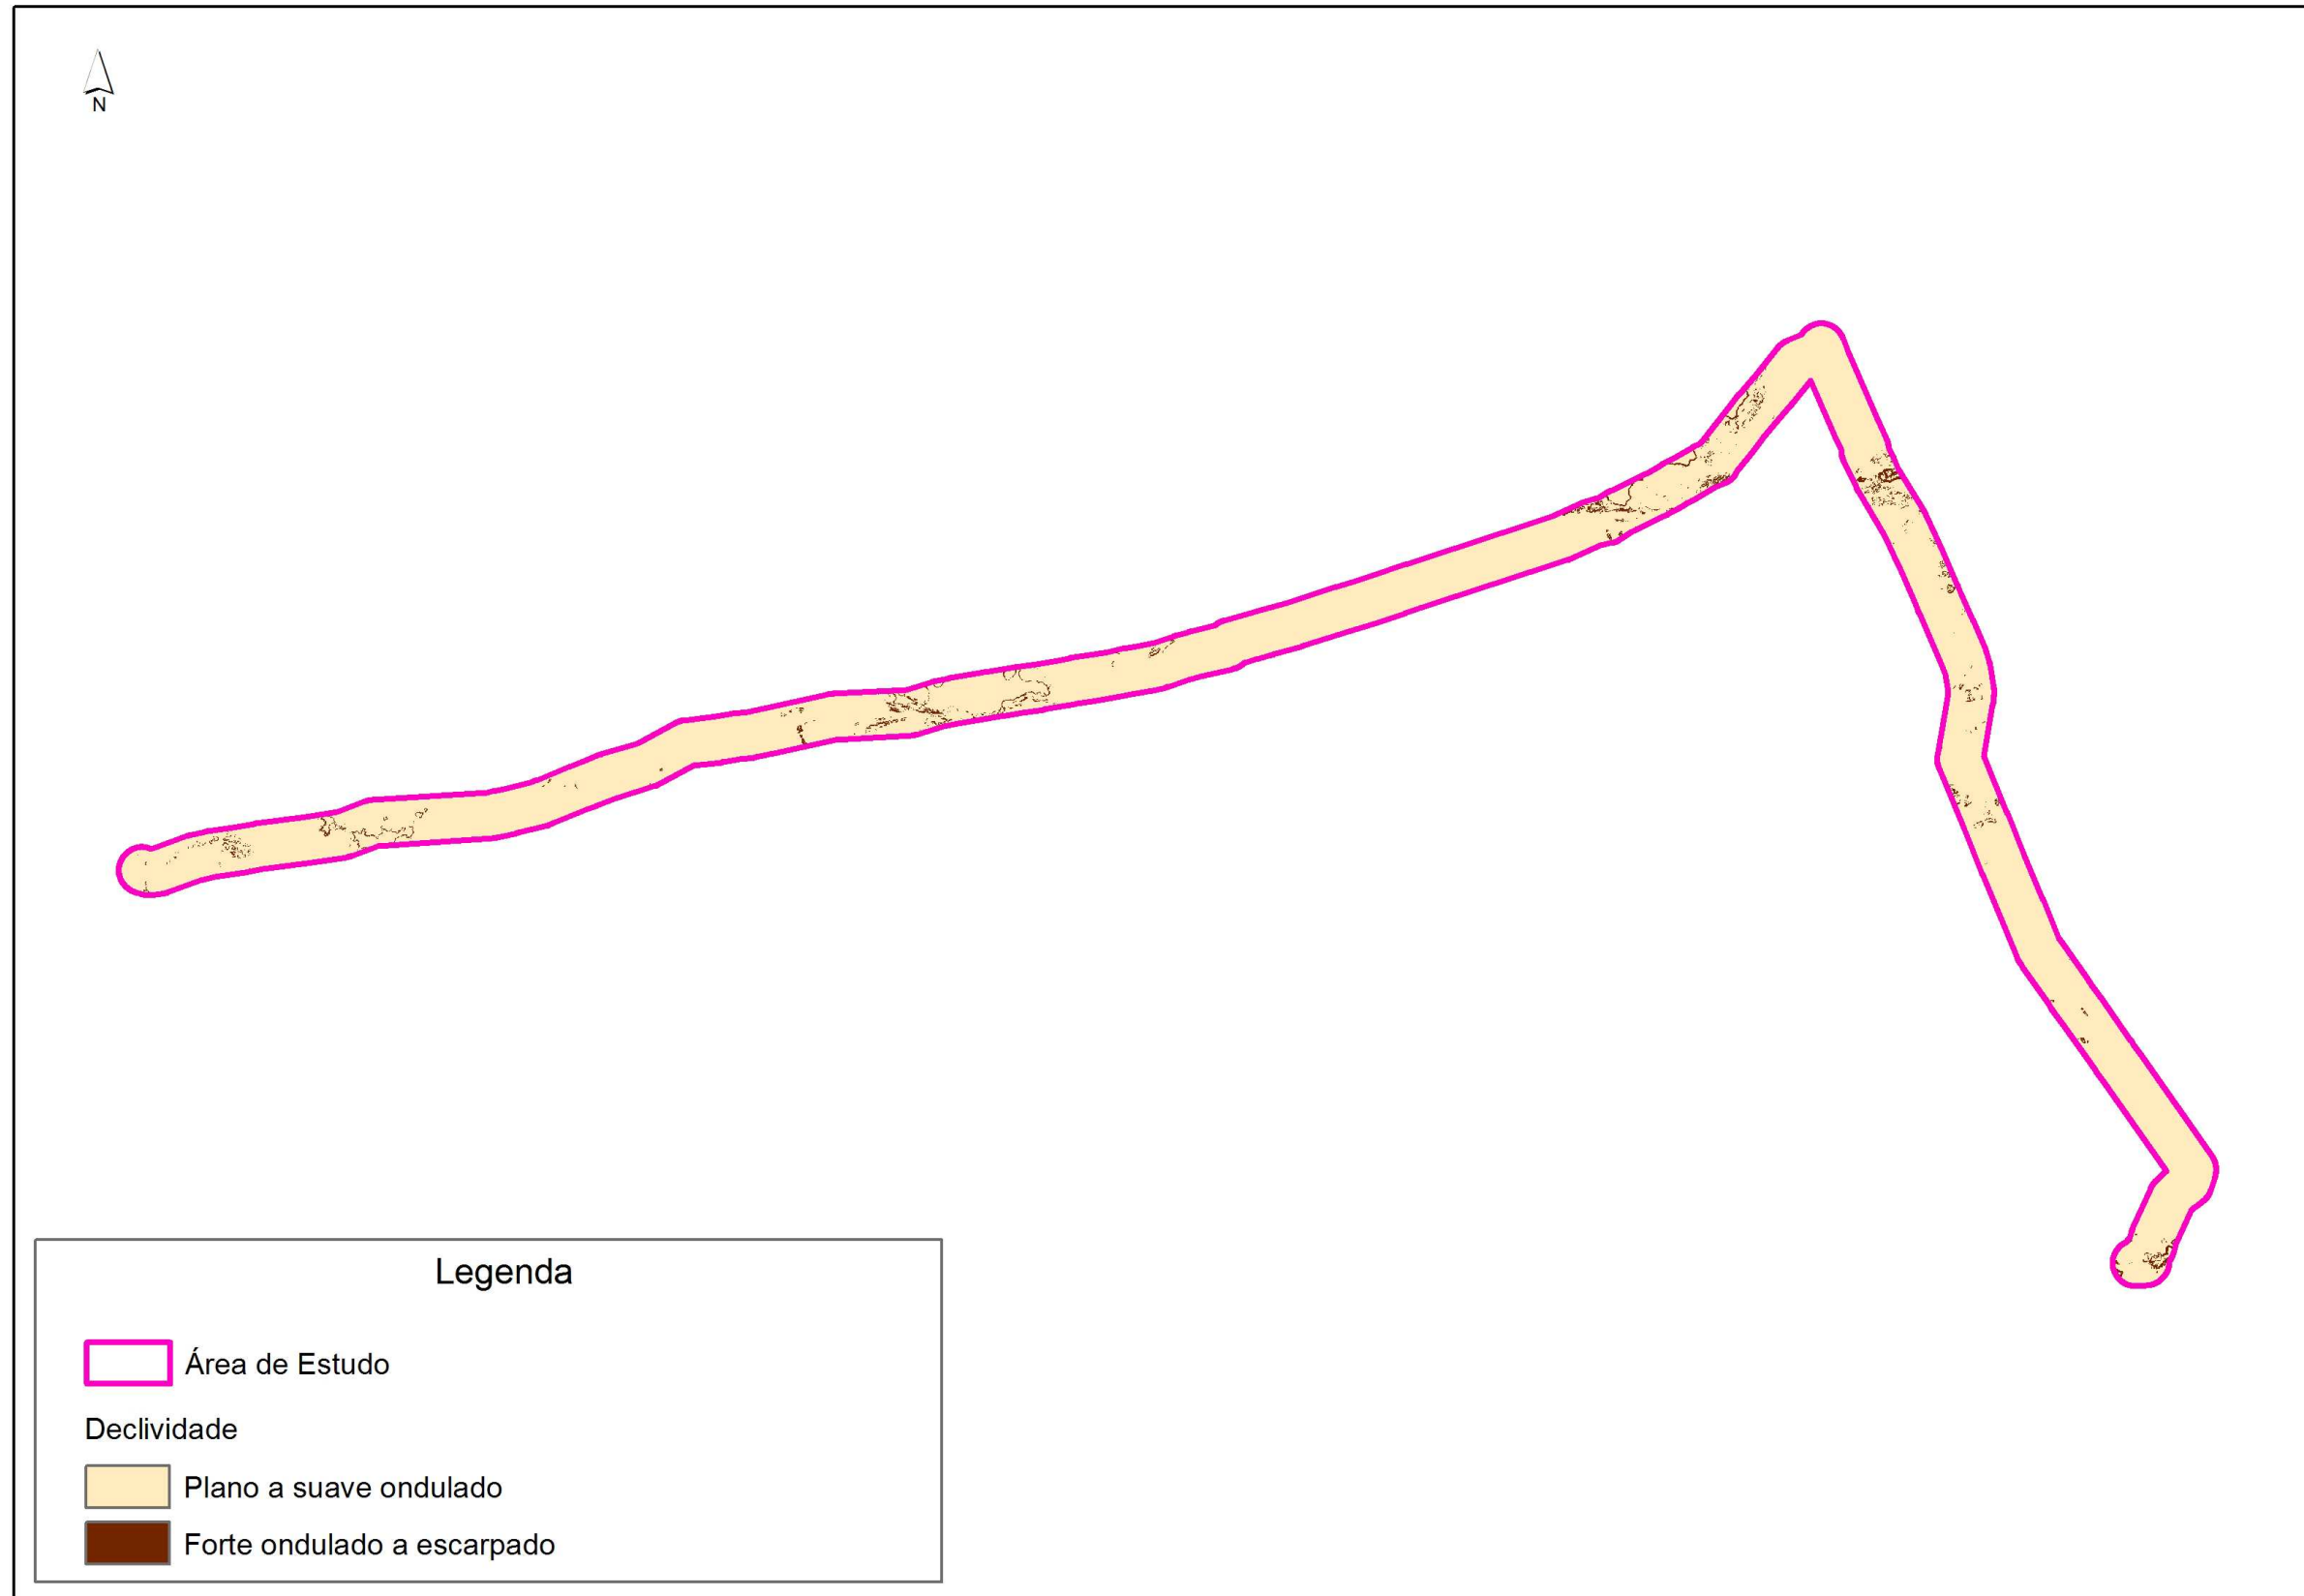 N
Legenda
Área de Estudo
Declividade
Plano a suave ondulado
Forte ondulado a escarpado